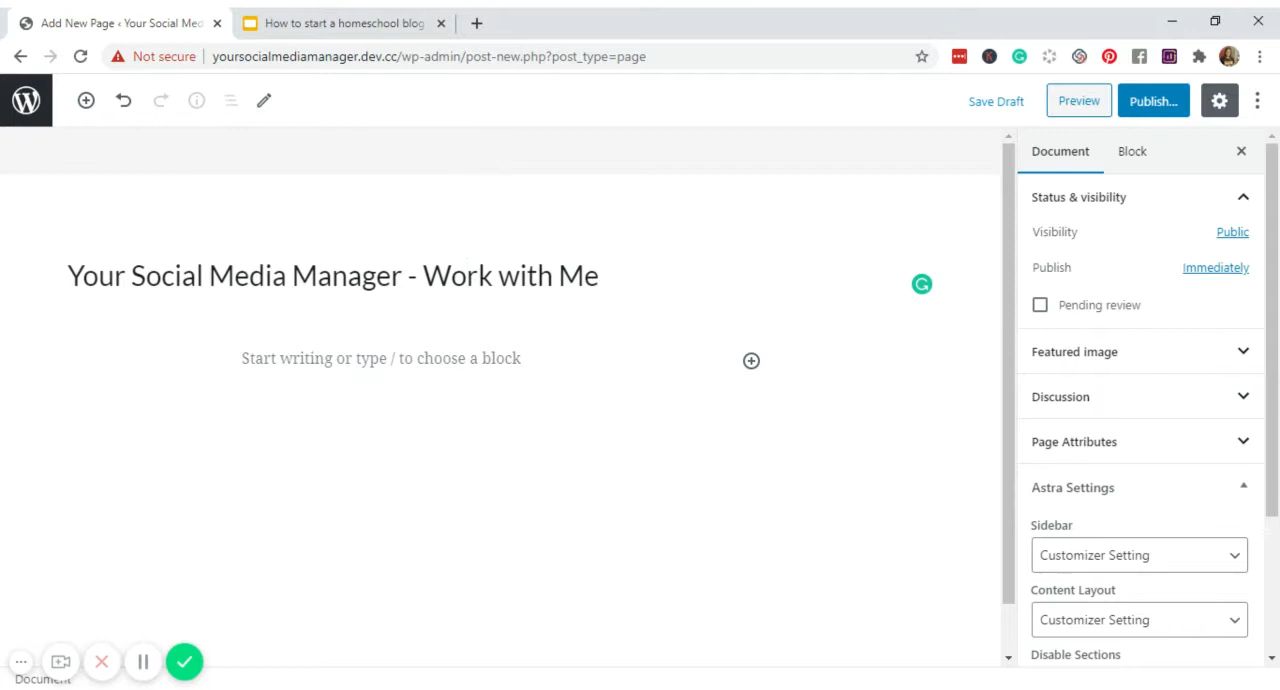 Add New Page ‹ Your Social Med
How to start a homeschool blog
Not secure
yoursocialmediamanager.dev.cc/wp-admin/post-new.php?post_type=page
Save Draft
Preview
Publish...
Document
Block
Status & visibility
Visibility
Public
Your Social Media Manager - Work with Me
Publish
Immediately
Pending review
Start writing or type / to choose a block
Featured image
Discussion
Page Attributes
Astra Settings
Sidebar
Customizer Setting
Content Layout
Customizer Setting
Disable Sections
Document